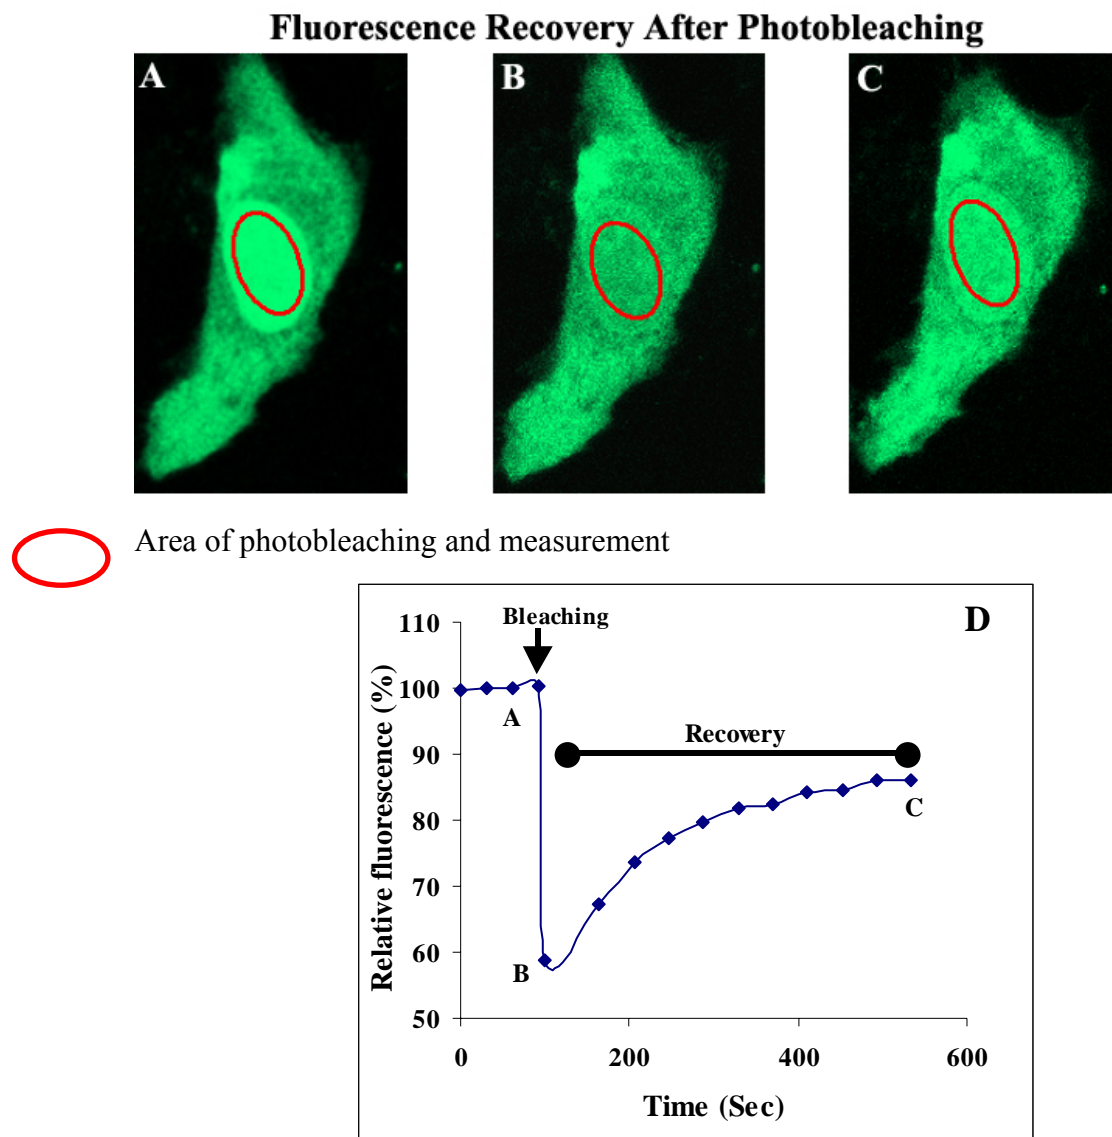 Fluorescence Recovery After Photobleaching
A B C
Area of photobleaching and measurement
D
Bleaching
110
100
90
80
70
60
50
A
Recovery
C
B
Relative fluorescence (%)
0 200 400 600
Time (Sec)